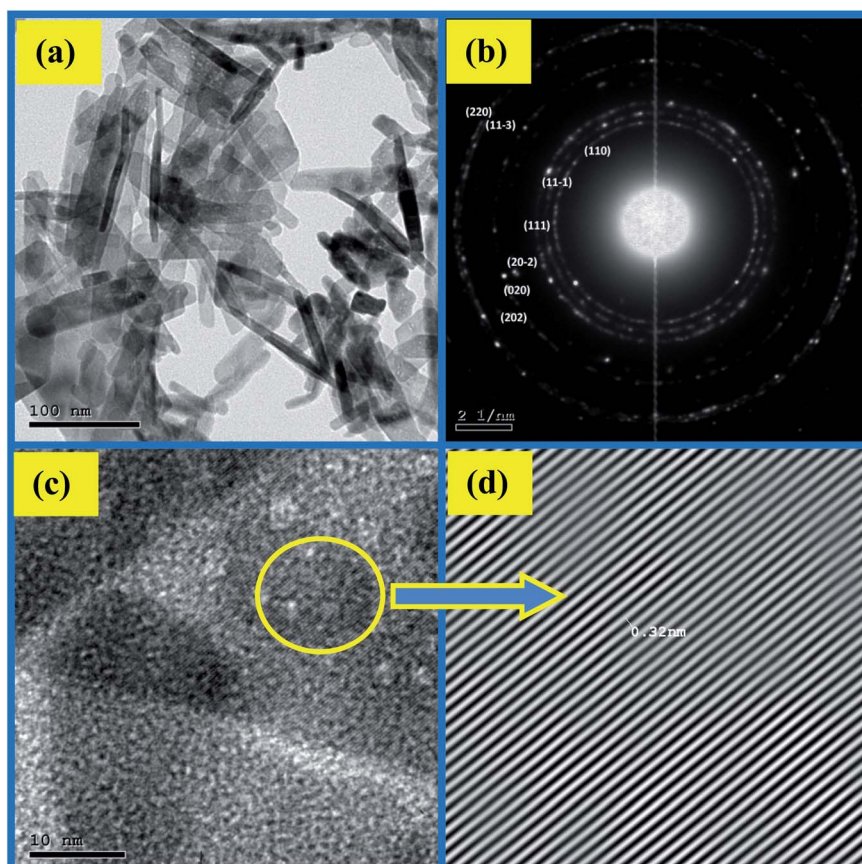 (a)
100 nm
(b)
(220)
(11-3)
(110)
(11-1)
(111)
(20-2)
(020)
(202)
2 1/nm
(c)
10 nm
(d)
0.32nm